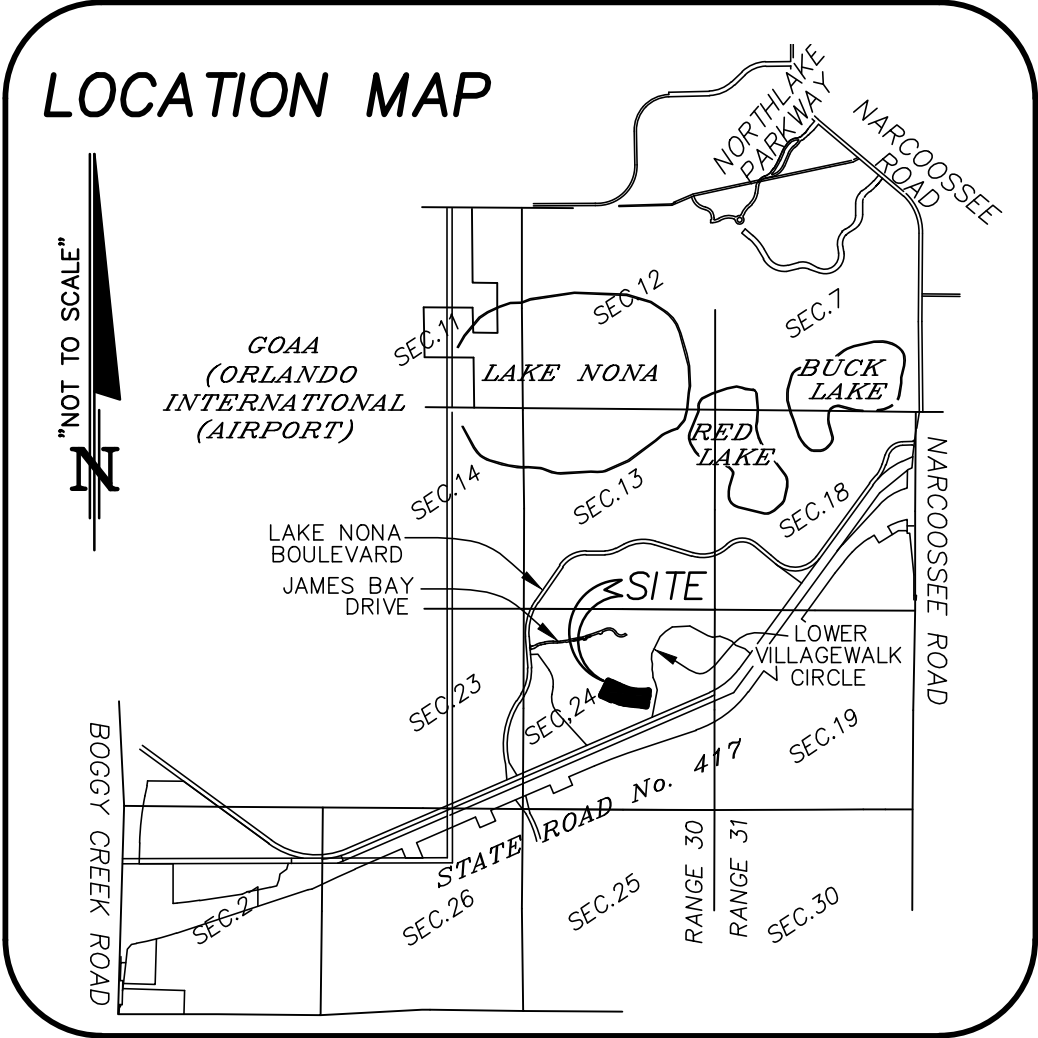 LOCATION MAP
NORTHLAKE
PARKWAY
NARCOOSSEE
ROAD
"NOT TO SCALE"
N
SEC.12
SEC.7
SEC.11
GOAA
(ORLANDO
INTERNATIONAL
(AIRPORT)
LAKE NONA
BUCK
LAKE
RED
LAKE
SEC.14
SEC.13
SEC.18
NARCOOSSEE ROAD
LAKE NONA
BOULEVARD
JAMES BAY
DRIVE
SITE
LOWER
VILLAGEWALK
CIRCLE
SEC.23
SEC.24
SEC.19
BOGGY CREEK ROAD
STATE ROAD No. 417
RANGE 30
RANGE 31
SEC.27
SEC.26
SEC.25
SEC.30